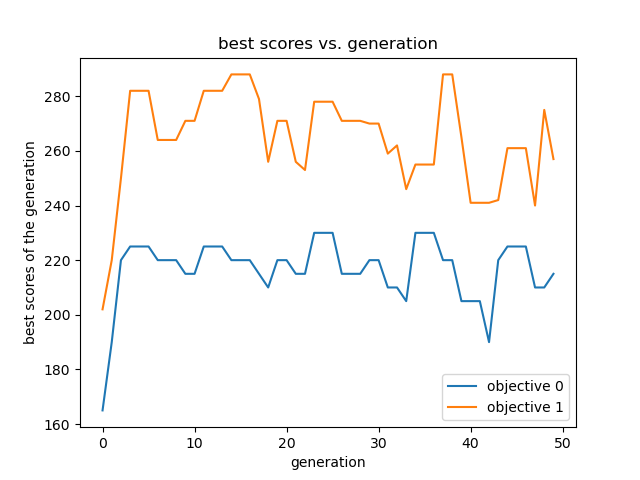 best scores vs. generation
best scores of the generation
280
260
240
220
200
180
160
0 10 20 30 40 50
generation
objective 0
objective 1